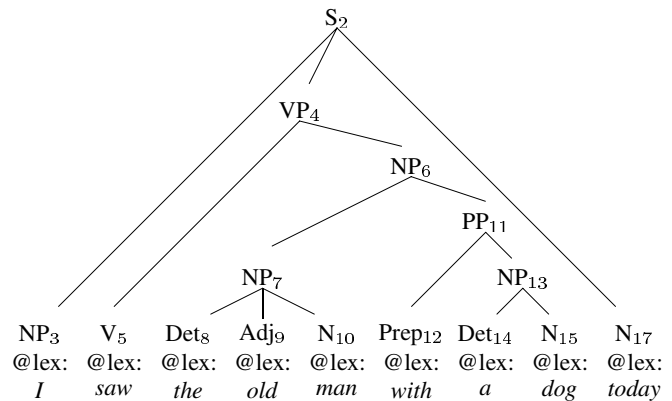 S₂
VP₄
NP₆
PP₁₁
NP₇ NP₁₃
NP₃ V₅ Det₈ Adj₉ N₁₀ Prep₁₂ Det₁₄ N₁₅ N₁₇
@lex: @lex: @lex: @lex: @lex: @lex: @lex: @lex: @lex:
I saw the old man with a dog today